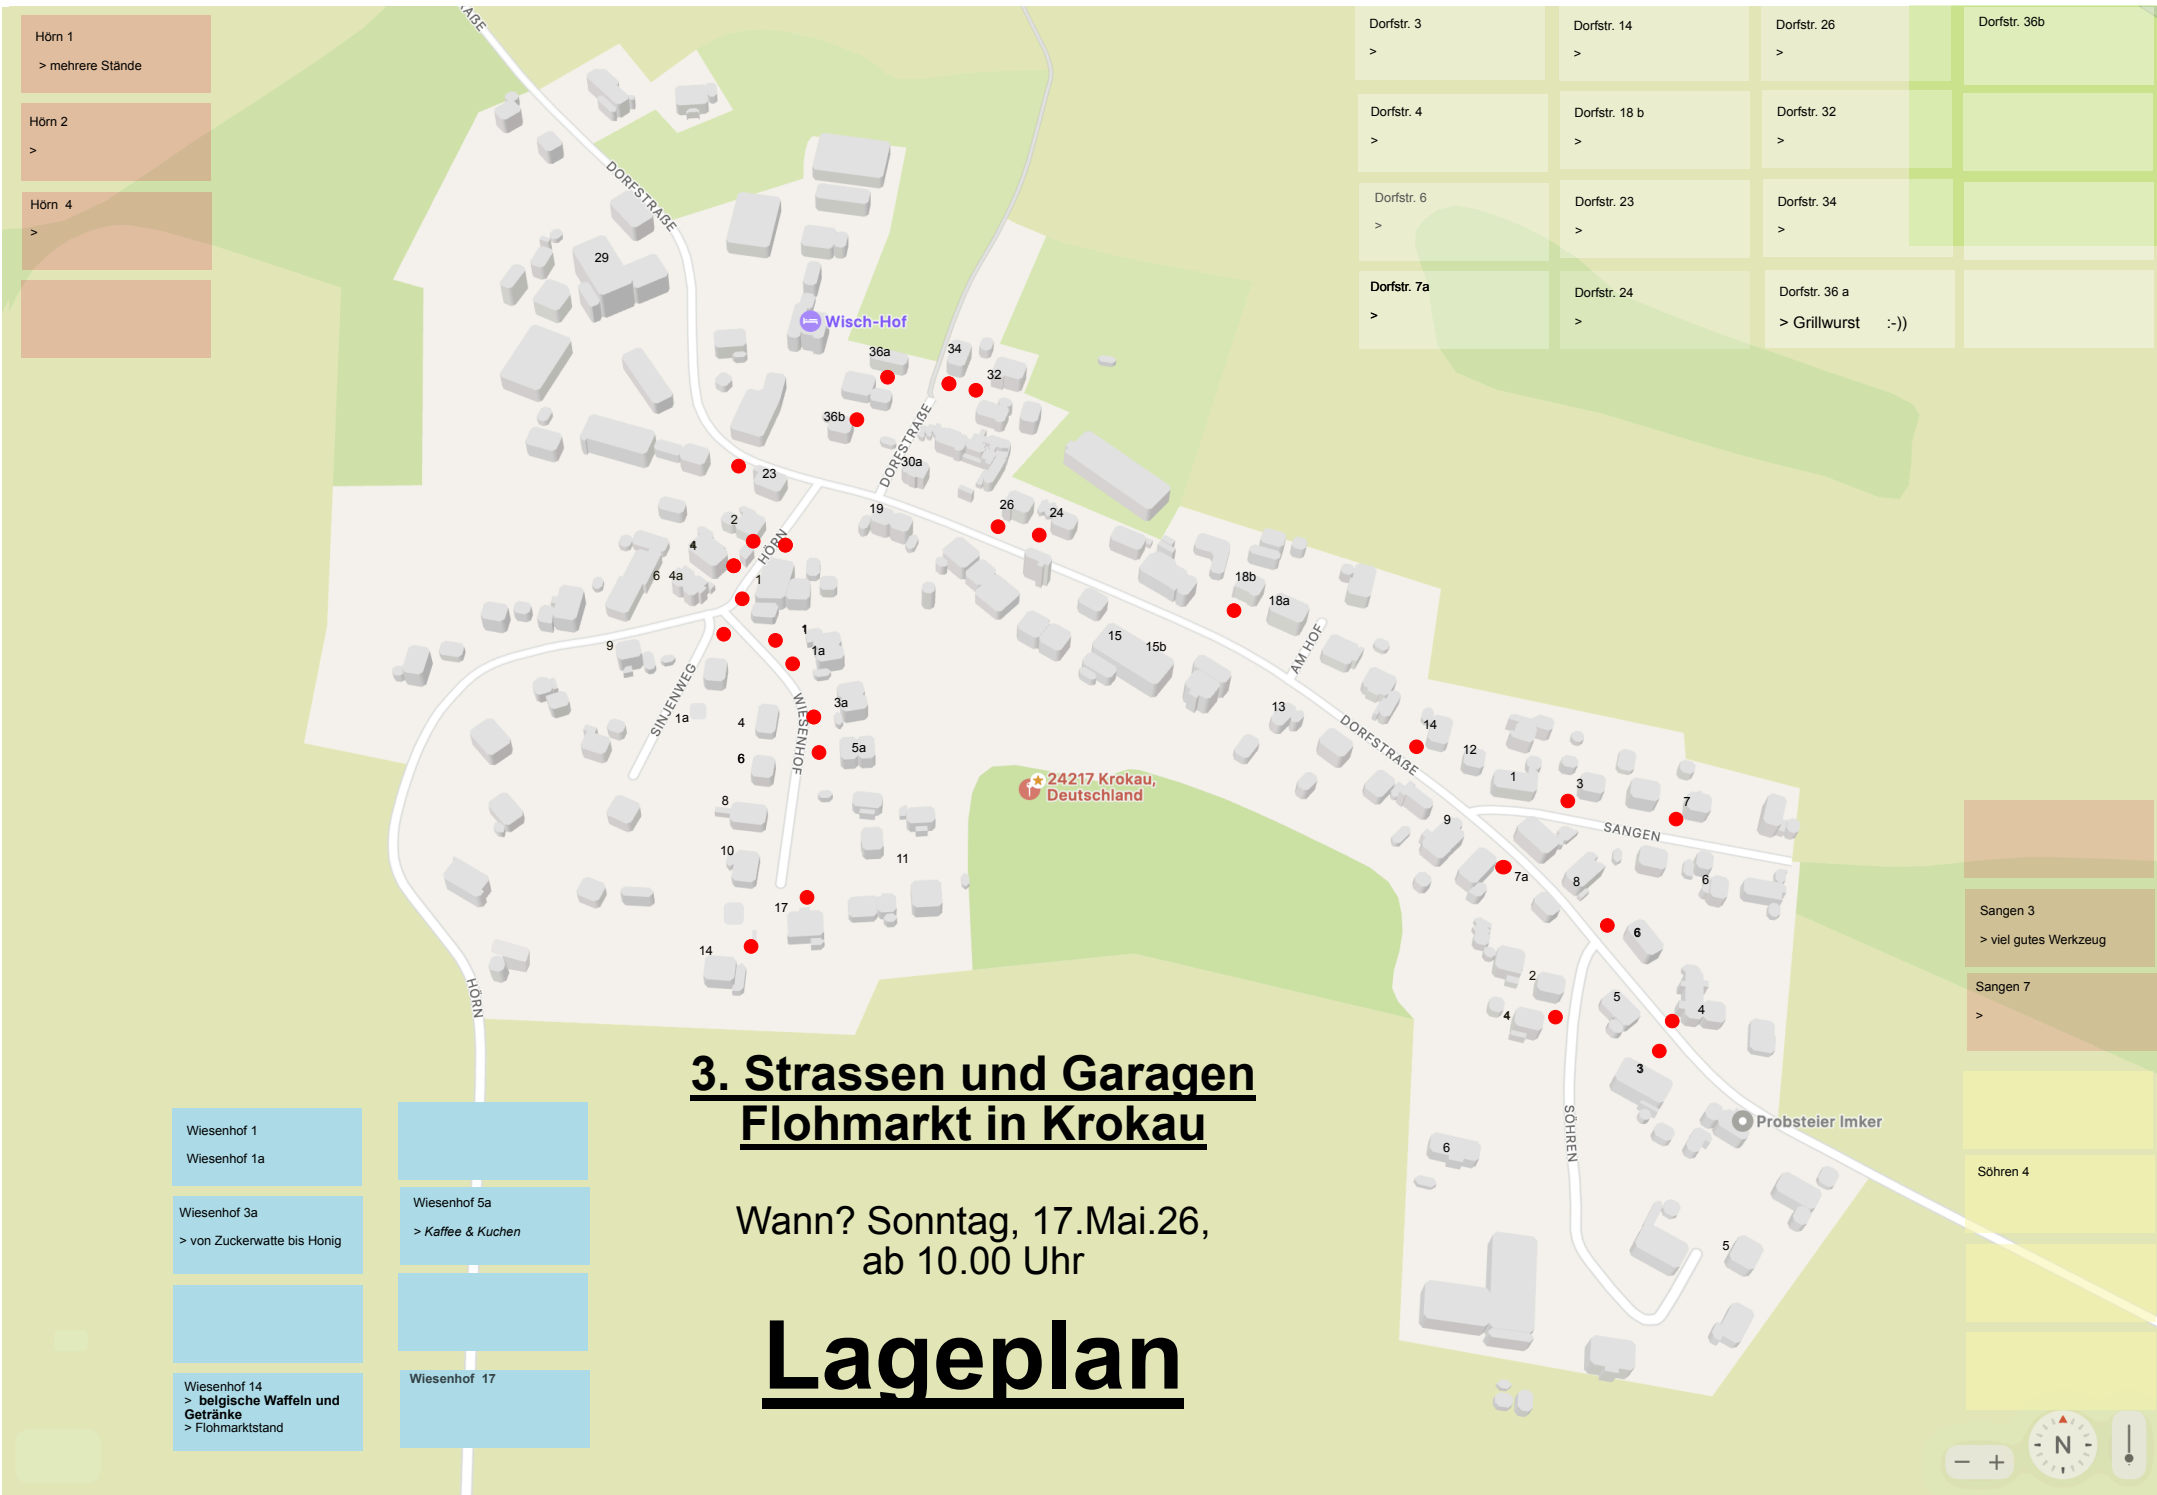 Hörn 1
> mehrere Stände
Hörn 2
>
Hörn 4
>
Dorfstr. 3
>
Dorfstr. 4
>
Dorfstr. 6
>
Dorfstr. 7a
>
Dorfstr. 14
>
Dorfstr. 18 b
>
Dorfstr. 23
>
Dorfstr. 24
>
Dorfstr. 26
>
Dorfstr. 32
>
Dorfstr. 34
>
Dorfstr. 36 a
> Grillwurst :-))
Dorfstr. 36b
DORFSTRAßE
29
Wisch-Hof
36a
34
32
36b
DORFSTRAßE
30a
23
19
26
24
2
4
HÖRN
6
4a
1
18b
18a
AM HOF
15
15b
9
1
1a
SINJENWEG
1a
WIESENHOF
3a
4
5a
6
8
10
11
17
14
HÖRN
13
DORFSTRAßE
14
12
1
3
7
SANGEN
9
7a
8
6
6
2
4
5
4
3
SÖHREN
6
5
24217 Krokau,
Deutschland
Probsteier Imker
Sangen 3
> viel gutes Werkzeug
Sangen 7
>
Söhren 4
3. Strassen und Garagen
Flohmarkt in Krokau
Wann? Sonntag, 17.Mai.26,
ab 10.00 Uhr
Lageplan
Wiesenhof 1
Wiesenhof 1a
Wiesenhof 3a
> von Zuckerwatte bis Honig
Wiesenhof 14
> belgische Waffeln und
Getränke
> Flohmarktstand
Wiesenhof 5a
> Kaffee & Kuchen
Wiesenhof 17
N